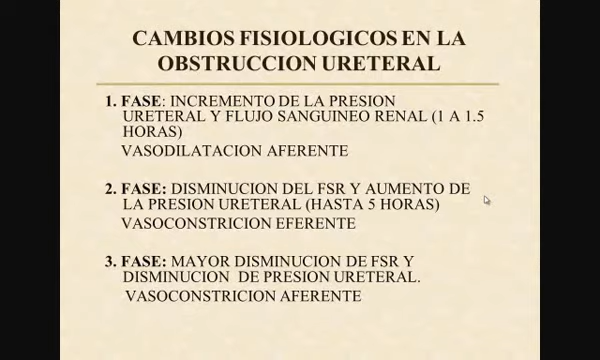 CAMBIOS FISIOLOGICOS EN LA
OBSTRUCCION URETERAL
1. FASE: INCREMENTO DE LA PRESION
URETERAL Y FLUJO SANGUINEO RENAL (1 A 1.5
HORAS)
VASODILATACION AFERENTE
2. FASE: DISMINUCION DEL FSR Y AUMENTO DE
LA PRESION URETERAL (HASTA 5 HORAS)
VASOCONSTRICION EFERENTE
3. FASE: MAYOR DISMINUCION DE FSR Y
DISMINUCION DE PRESION URETERAL.
VASOCONSTRICION AFERENTE